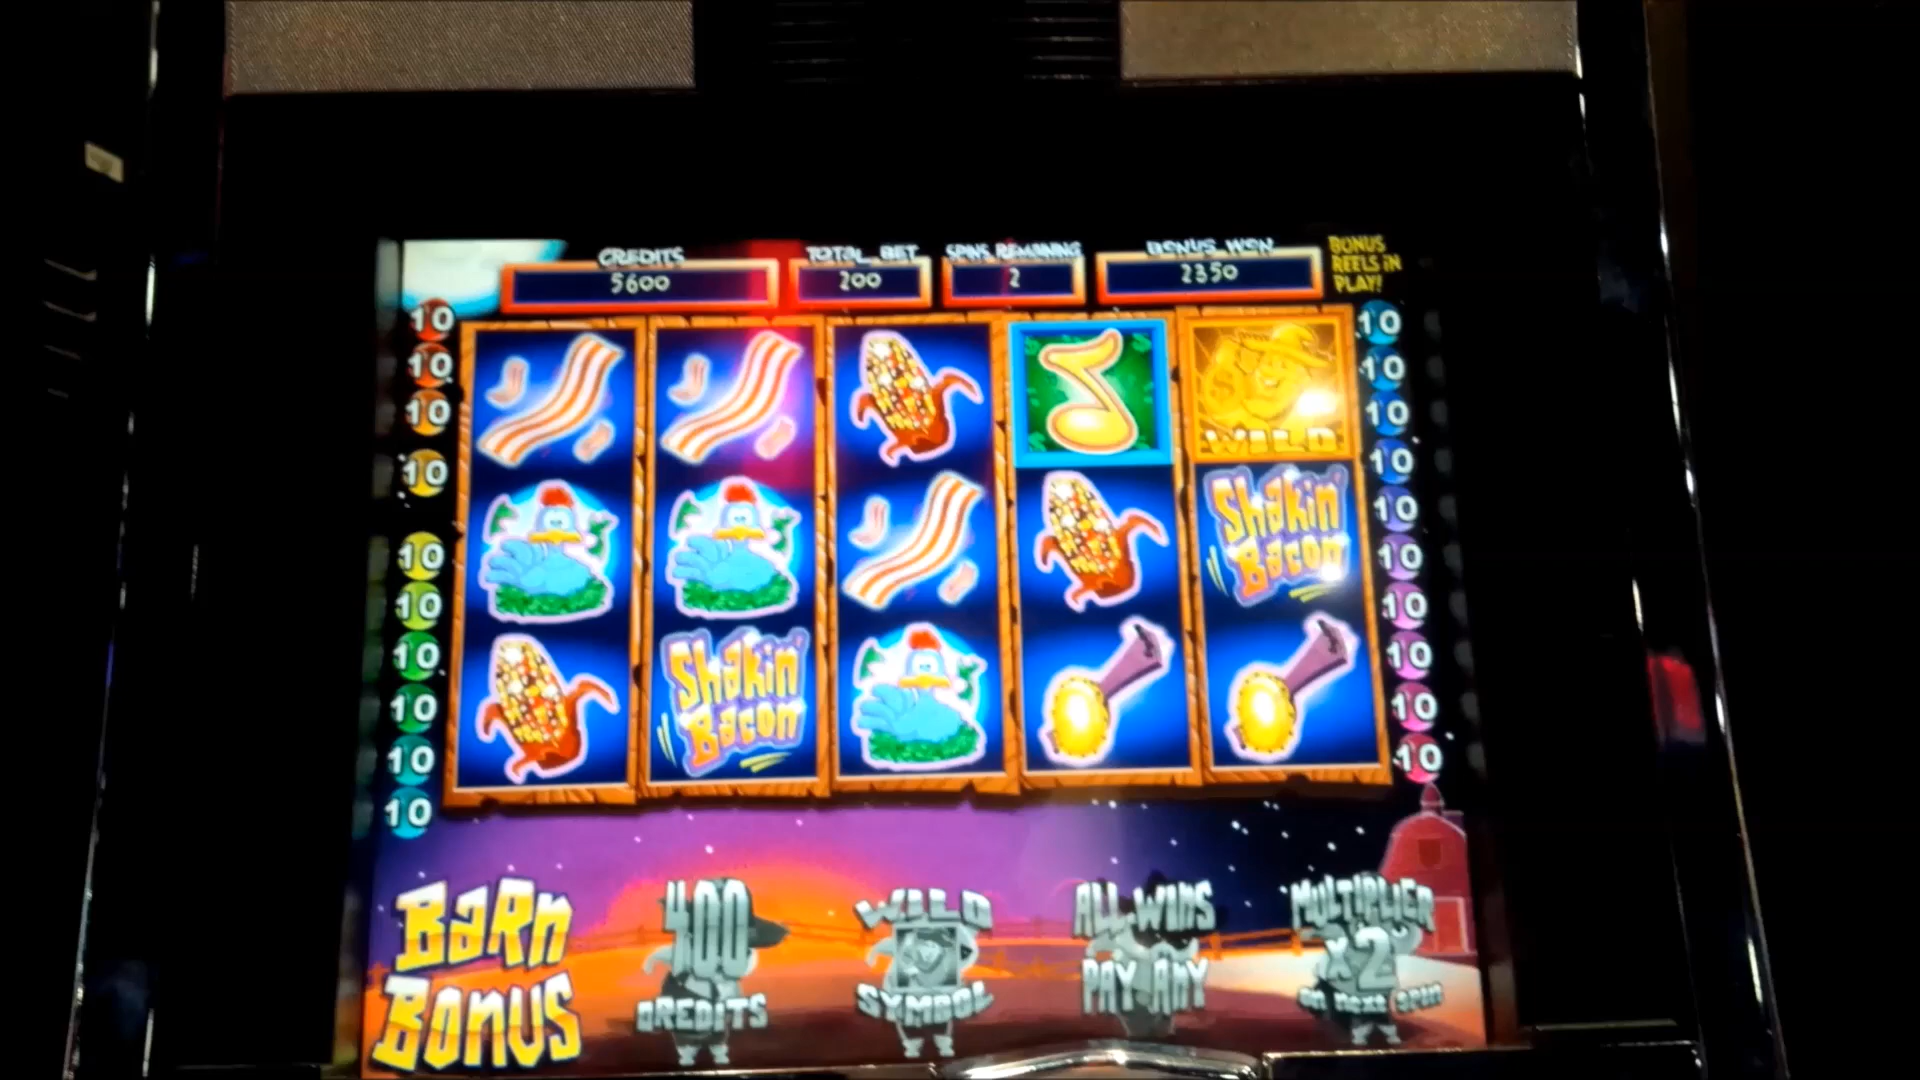 CREDITS
5600
TOTAL BET
200
SPINS REMAINING
2
BONUS WON
2350
BONUS
REELS IN
PLAY!
10
10
10
10
10
10
10
10
10
10
WILD
Shakin'
Bacon
Shakin'
Bacon
10
10
10
10
10
10
10
10
10
10
BARN
BONUS
400
CREDITS
WILD
SYMBOL
ALL WINS
PAY ANY
MULTIPLIER
x2
on next spin